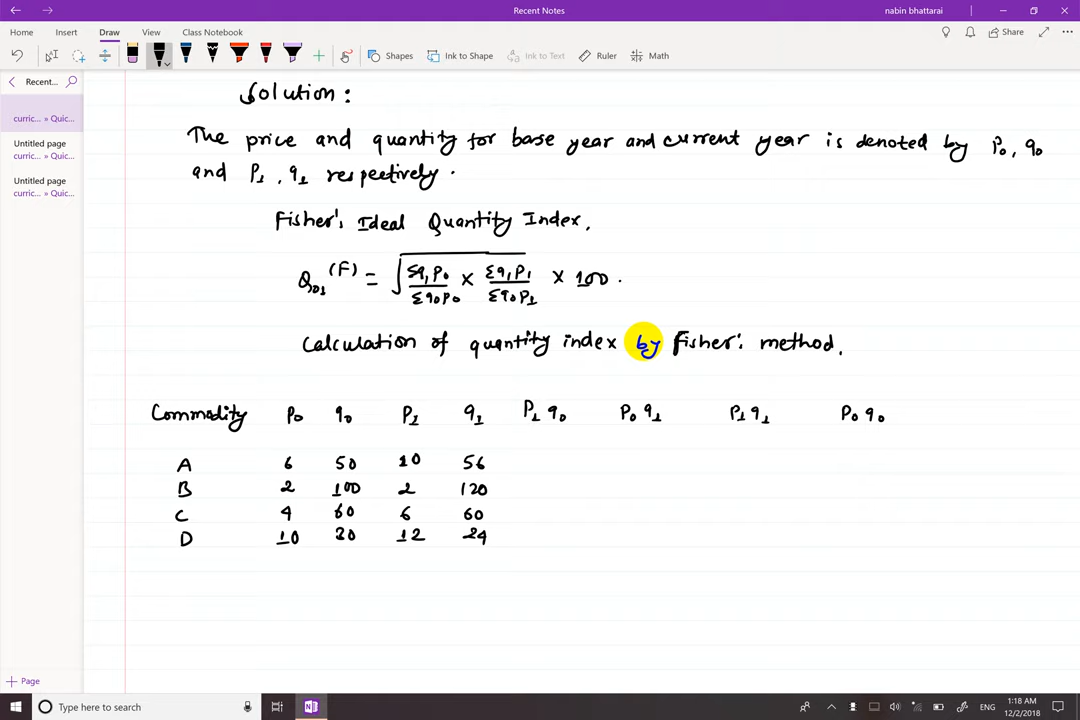 Recent Notes
nabin bhattarai
Home Insert Draw View Class Notebook
Share
Shapes Ink to Shape Ink to Text Ruler Math
Recent...
curric... » Quic...
Untitled page
curric... » Quic...
Untitled page
curric... » Quic...
Solution:
The price and quantity for base year and current year is denoted by P₀, q₀
and P₁, q₁ respectively.
Fisher's Ideal Quantity Index.
Q₀₁(F) = √(Σq₁P₀/Σq₀P₀ × Σq₁P₁/Σq₀P₁) × 100.
Calculation of quantity index by Fisher's method.
Commodity P₀ q₀ P₁ q₁ P₁q₀ P₀q₁ P₁q₁ P₀q₀
A 6 50 10 56
B 2 100 2 120
C 4 60 6 60
D 10 30 12 24
+ Page
Type here to search
ENG
1:18 AM
12/2/2018